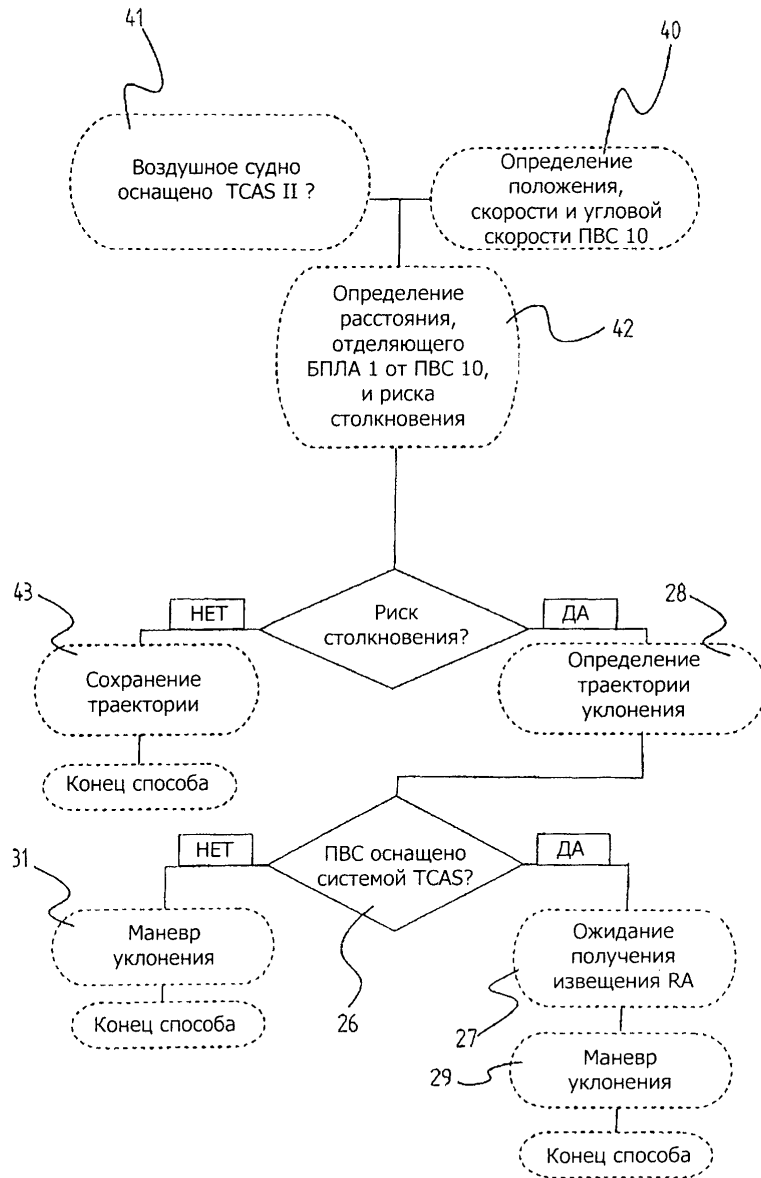 41
40
Воздушное судно
оснащено TCAS II ?
Определение
положения,
скорости и угловой
скорости ПВС 10
Определение
расстояния,
отделяющего
БПЛА 1 от ПВС 10,
и риска
столкновения
42
43
НЕТ
Риск
столкновения?
ДА
28
Сохранение
траектории
Определение
траектории
уклонения
Конец способа
31
НЕТ
ПВС оснащено
системой TCAS?
ДА
Маневр
уклонения
Ожидание
получения
извещения RA
Конец способа
26
27
29
Маневр
уклонения
Конец способа